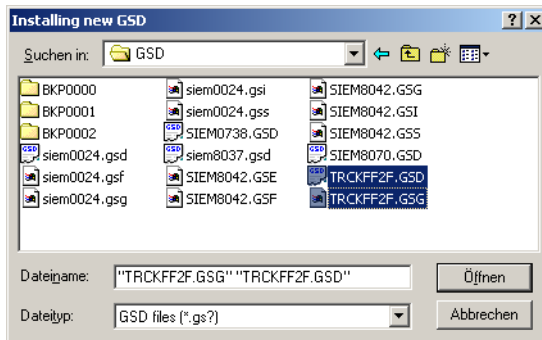 Installing new GSD
Suchen in: GSD
BKP0000
BKP0001
BKP0002
siem0024.gsd
siem0024.gsf
siem0024.gsg
siem0024.gsi
siem0024.gss
SIEM0738.GSD
siem8037.gsd
SIEM8042.GSE
SIEM8042.GSF
SIEM8042.GSG
SIEM8042.GSI
SIEM8042.GSS
SIEM8070.GSD
TRCKFF2F.GSD
TRCKFF2F.GSG
Dateiname: "TRCKFF2F.GSG" "TRCKFF2F.GSD" Öffnen
Dateityp: GSD files (*.gs?) Abbrechen